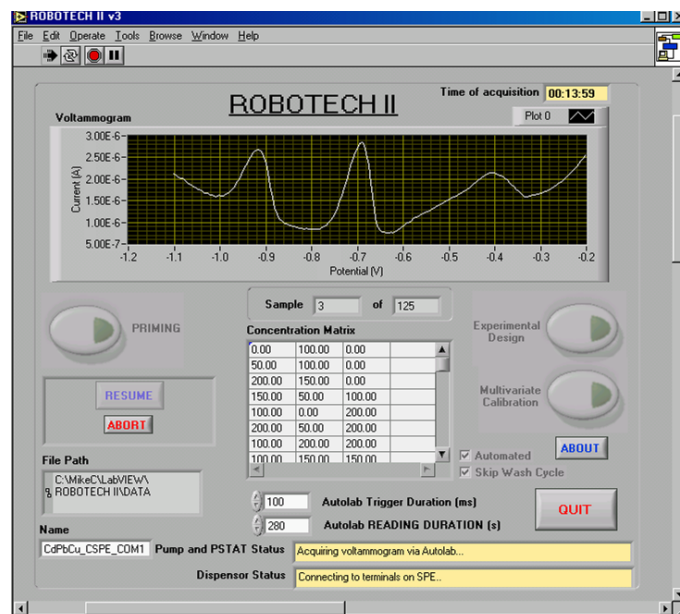 ROBOTECH II v3
File Edit Operate Tools Browse Window Help
ROBOTECH II
Time of acquisition 00:13:59
Voltammogram
Plot 0
3.00E-6
2.50E-6
2.00E-6
1.50E-6
1.00E-6
5.00E-7
Current (A)
-1.2 -1.1 -1.0 -0.9 -0.8 -0.7 -0.6 -0.5 -0.4 -0.3 -0.2
Potential (V)
Sample 3 of 125
PRIMING
Concentration Matrix
0.00 100.00 0.00
50.00 100.00 0.00
200.00 150.00 0.00
150.00 50.00 100.00
100.00 0.00 200.00
200.00 50.00 200.00
100.00 200.00 200.00
100.00 150.00 150.00
Experimental
Design
Multivariate
Calibration
RESUME
ABORT
ABOUT
Automated
Skip Wash Cycle
File Path
C:\MikeC\LabVIEW\
ROBOTECH II\DATA
100 Autolab Trigger Duration (ms)
280 Autolab READING DURATION (s)
QUIT
Name
CdPbCu_CSPE_COM1
Pump and PSTAT Status Acquiring voltammogram via Autolab...
Dispensor Status Connecting to terminals on SPE...